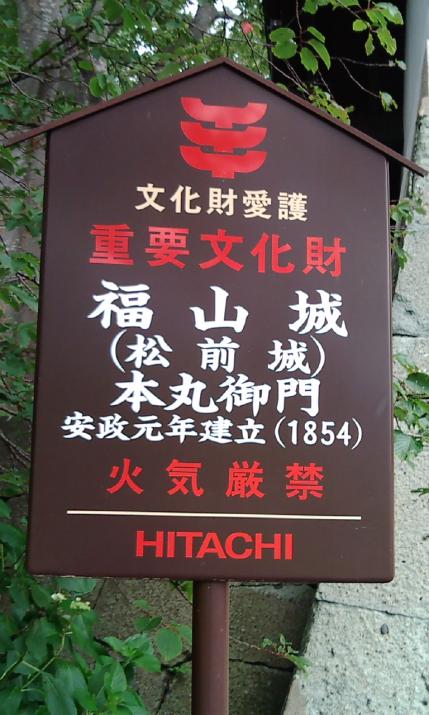 文化財愛護
重要文化財
福山城
(松前城)
本丸御門
安政元年建立(1854)
火気厳禁
HITACHI